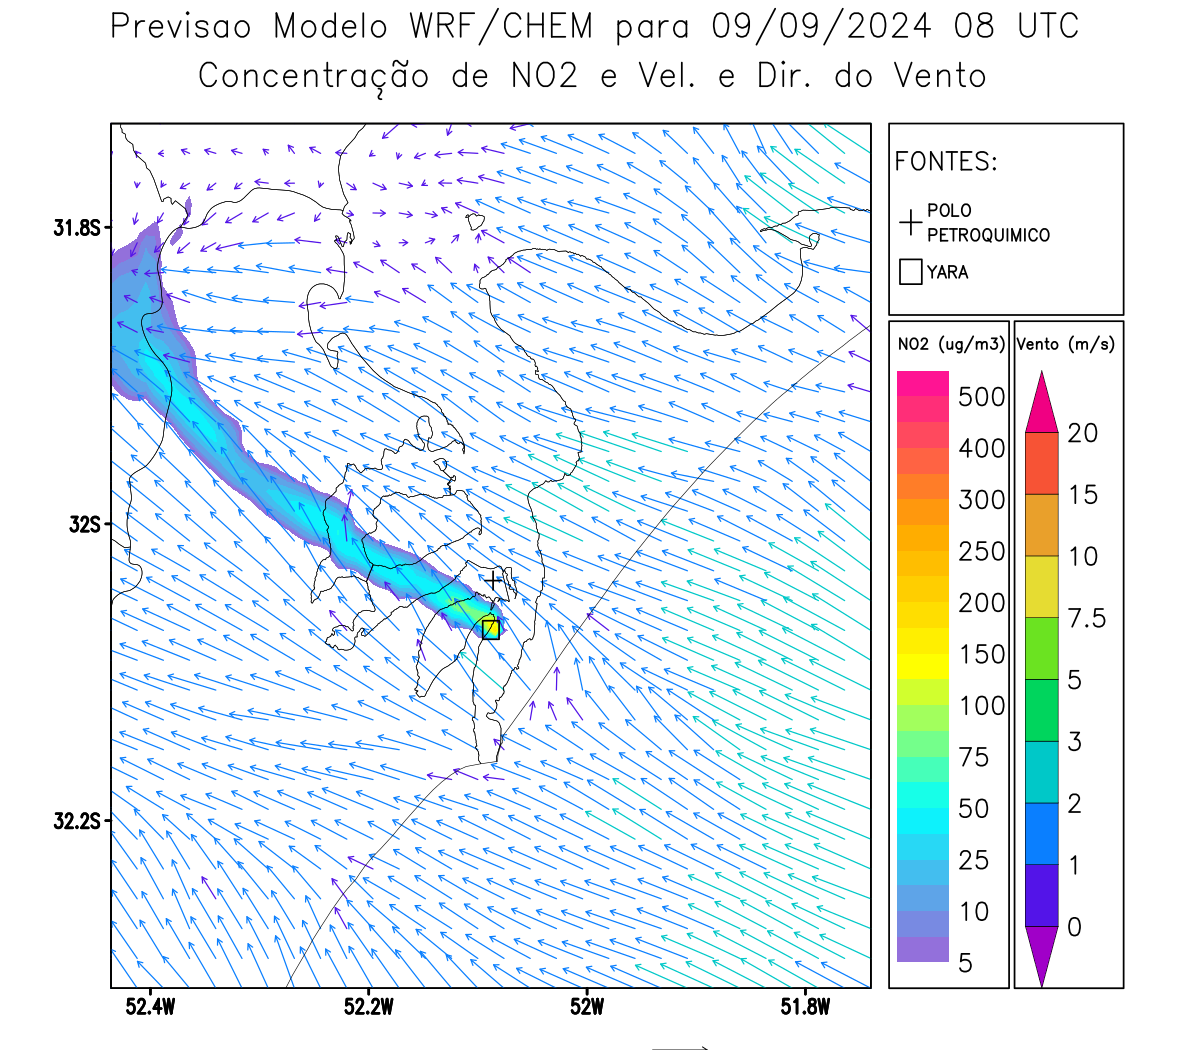 Previsao Modelo WRF/CHEM para 09/09/2024 08 UTC
Concentração de NO2 e Vel. e Dir. do Vento
FONTES:
POLO
PETROQUIMICO
YARA
NO2 (ug/m3)
500
400
300
250
200
150
100
75
50
25
10
5
Vento (m/s)
20
15
10
7.5
5
3
2
1
0
31.8S
32S
32.2S
52.4W
52.2W
52W
51.8W